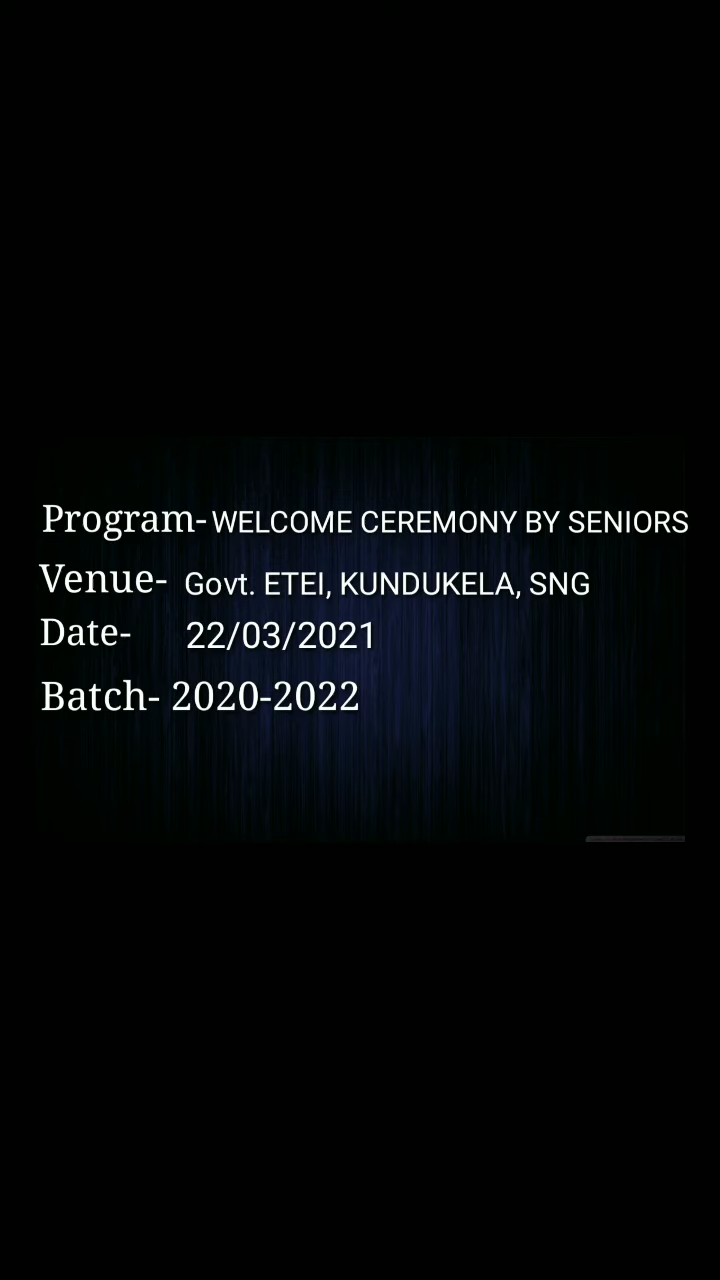 Program- WELCOME CEREMONY BY SENIORS
Venue- Govt. ETEI, KUNDUKELA, SNG
Date- 22/03/2021
Batch- 2020-2022